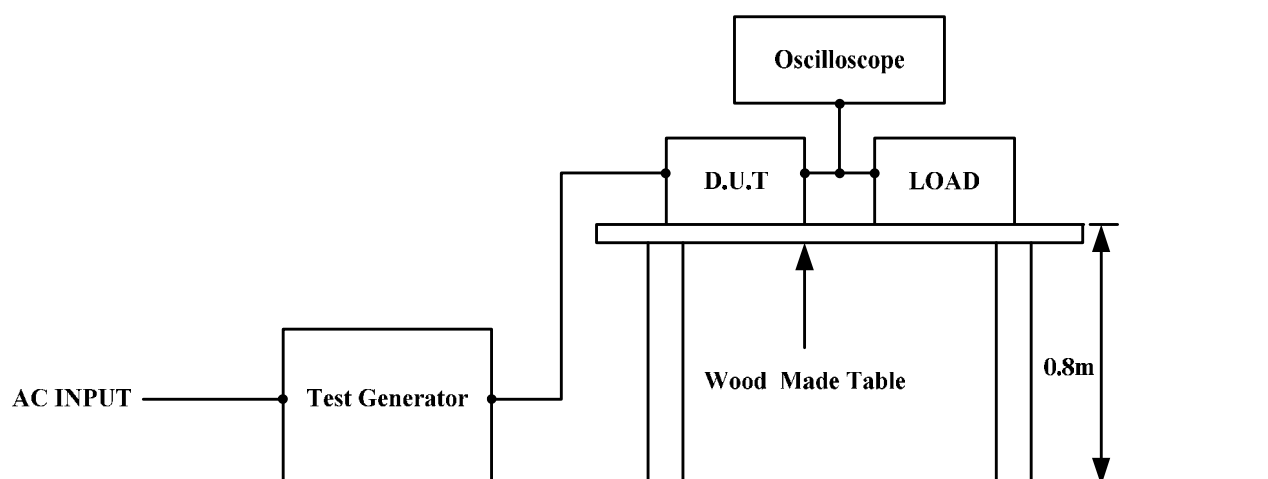 Oscilloscope
D.U.T
LOAD
Wood Made Table
0.8m
AC INPUT
Test Generator